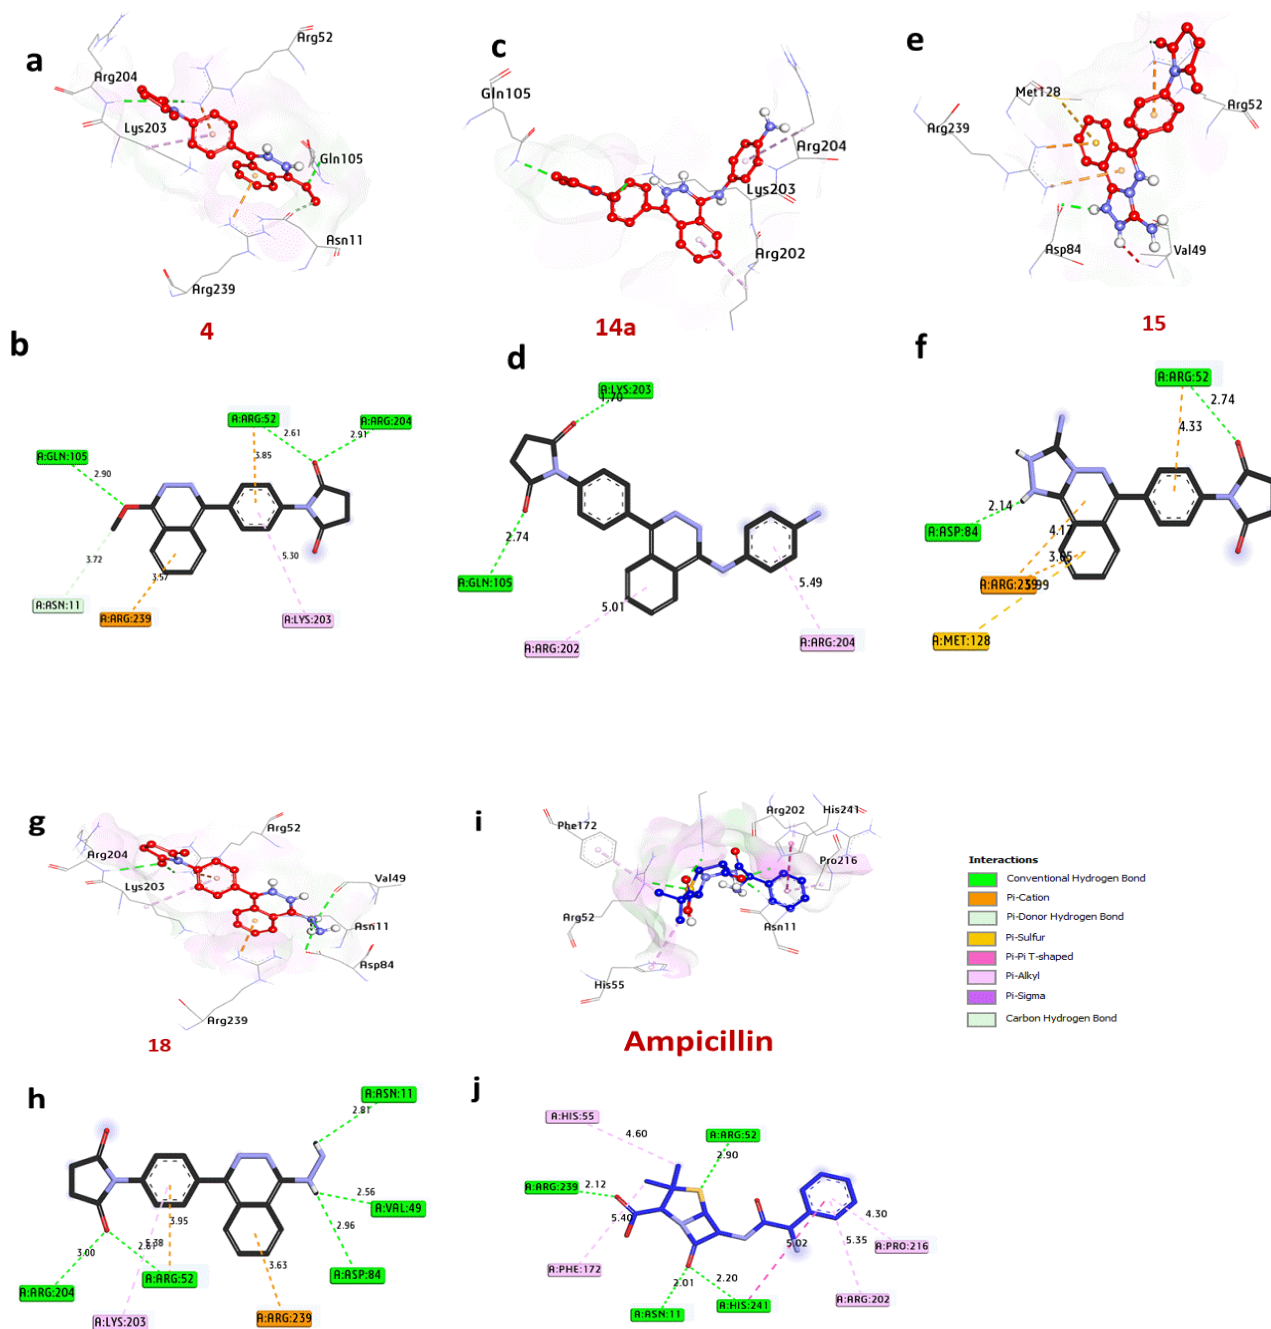 a
Arg52
Arg204
Lys203
Gln105
Asn11
Arg239
4
c
Gln105
Arg204
Lys203
Arg202
14a
e
Met128
Arg52
Arg239
Asp84
Val49
15
b
A:ARG:52
A:ARG:204
2.61
2.91
A:GLN:105
3.85
2.90
3.72
5.30
3.57
A:ASN:11
A:ARG:239
A:LYS:203
d
A:LYS:203
1.70
2.74
A:GLN:105
5.49
5.01
A:ARG:202
A:ARG:204
f
A:ARG:52
2.74
4.33
2.14
A:ASP:84
4.17
A:MET:128
g
Arg52
Arg204
Lys203
Val49
Asn11
Asp84
Arg239
18
i
Arg202
His241
Phe172
Pro216
Arg52
Asn11
His55
Ampicillin
Interactions
Conventional Hydrogen Bond
Pi-Cation
Pi-Donor Hydrogen Bond
Pi-Sulfur
Pi-Pi T-shaped
Pi-Alkyl
Pi-Sigma
Carbon Hydrogen Bond
h
A:ASN:11
2.81
2.56
A:VAL:49
3.95
2.96
3.00
3.63
A:ARG:204
A:ARG:52
A:ASP:84
A:LYS:203
A:ARG:239
j
A:HIS:55
4.60
A:ARG:52
2.90
A:ARG:239
2.12
5.40
4.30
5.02
5.35
A:PRO:216
A:PHE:172
2.20
2.01
A:ASN:11
A:HIS:241
A:ARG:202